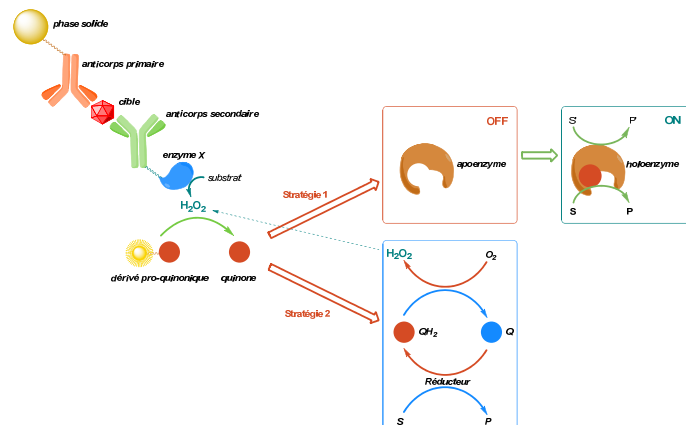 phase solide
anticorps primaire
cible
anticorps secondaire
enzyme X
substrat
H₂O₂
dérivé pro-quinonique
quinone
Stratégie 1
Stratégie 2
OFF
apoenzyme
ON
S'
P'
holoenzyme
S
P
H₂O₂
O₂
QH₂
Q
Réducteur
S
P